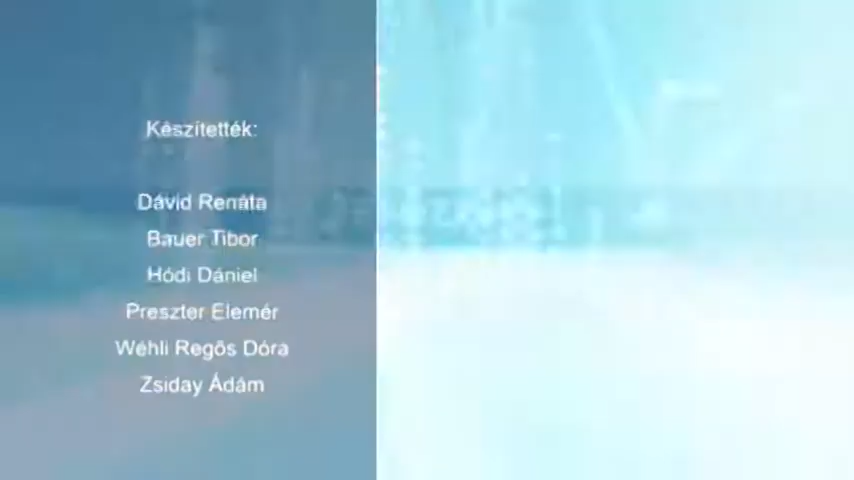 Készítették:
Dávid Renáta
Bauer Tibor
Hódi Dániel
Preszter Elemér
Wéhli Regős Dóra
Zsiday Ádám